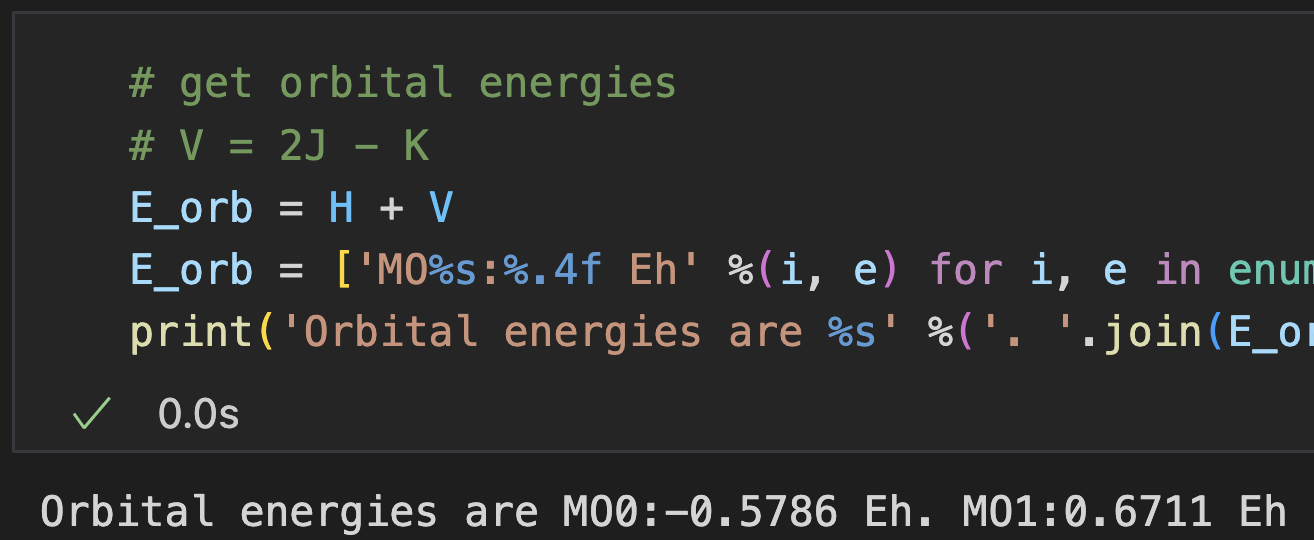 # get orbital energies
# V = 2J - K
E_orb = H + V
E_orb = ['MO%s:%.4f Eh' %(i, e) for i, e in enum
print('Orbital energies are %s' %('. '.join(E_or
✓ 0.0s
Orbital energies are MO0:-0.5786 Eh. MO1:0.6711 Eh